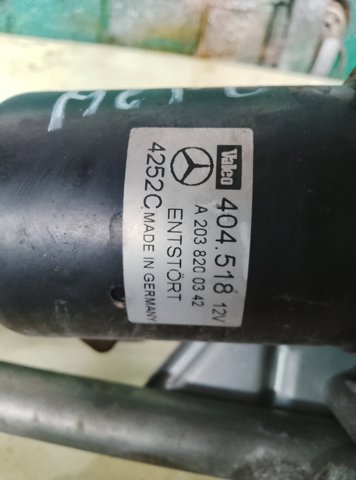 Valeo
404.518 12V
A 203 820 03 42
ENTSTÖRT
4252C MADE IN GERMANY